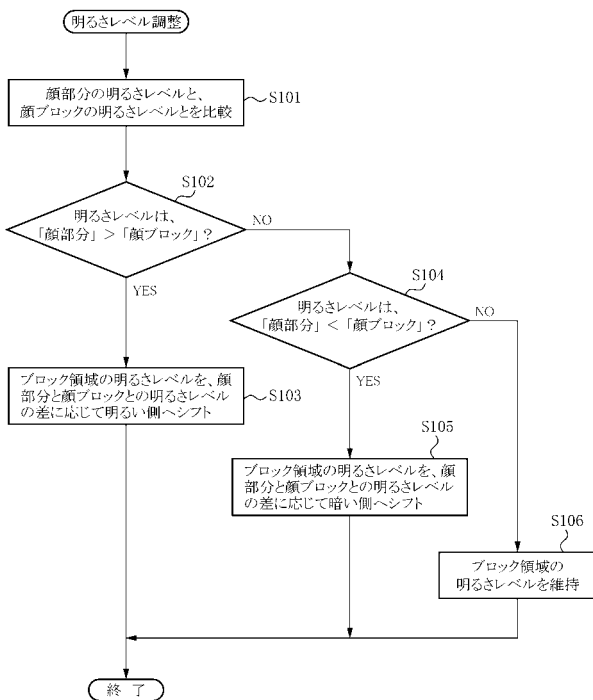 明るさレベル調整
顔部分の明るさレベルと、
顔ブロックの明るさレベルとを比較
S101
S102
明るさレベルは、
「顔部分」>「顔ブロック」?
NO
YES
S104
明るさレベルは、
「顔部分」<「顔ブロック」?
NO
YES
ブロック領域の明るさレベルを、顔
部分と顔ブロックとの明るさレベル
の差に応じて明るい側へシフト
S103
S105
ブロック領域の明るさレベルを、顔
部分と顔ブロックとの明るさレベル
の差に応じて暗い側へシフト
S106
ブロック領域の
明るさレベルを維持
終 了